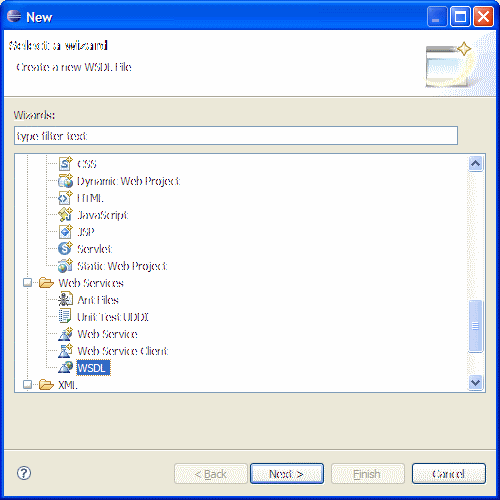 New
Select a wizard
Create a new WSDL File
Wizards:
type filter text
CSS
Dynamic Web Project
HTML
JavaScript
JSP
Servlet
Static Web Project
Web Services
Ant Files
Unit Test UDDI
Web Service
Web Service Client
WSDL
XML
?
< Back
Next >
Finish
Cancel